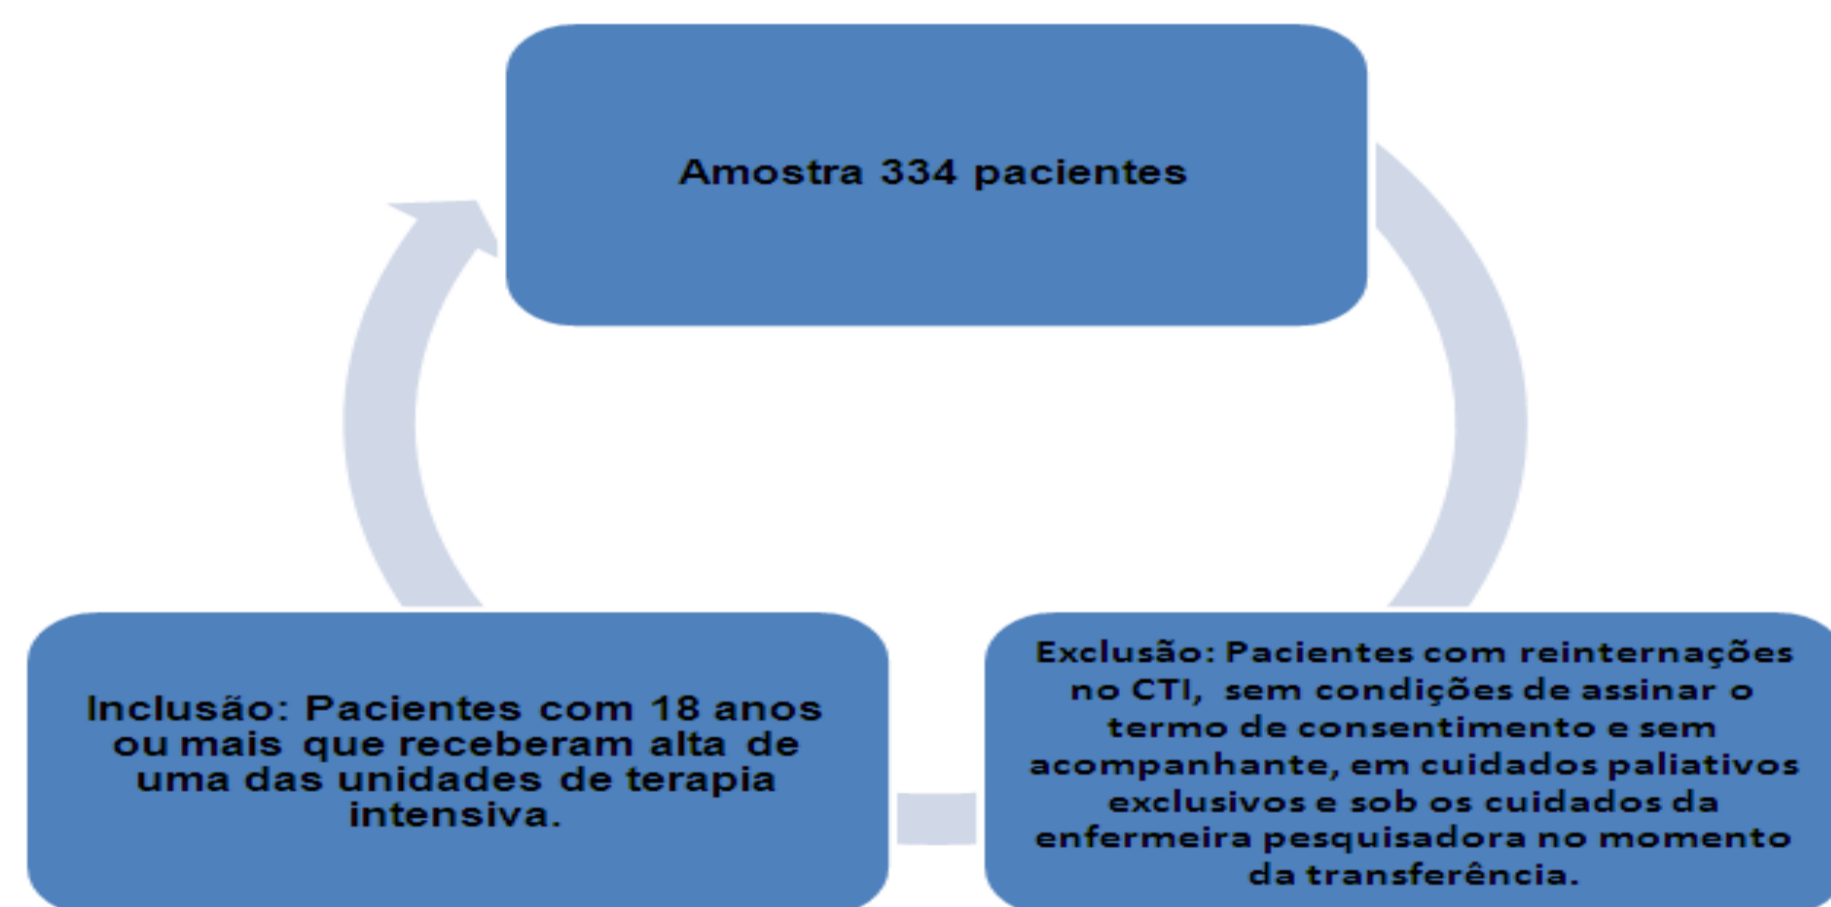 Amostra 334 pacientes
Inclusão: Pacientes com 18 anos
ou mais que receberam alta de
uma das unidades de terapia
intensiva.
Exclusão: Pacientes com reinternações
no CTI, sem condições de assinar o
termo de consentimento e sem
acompanhante, em cuidados paliativos
exclusivos e sob os cuidados da
enfermeira pesquisadora no momento
da transferência.